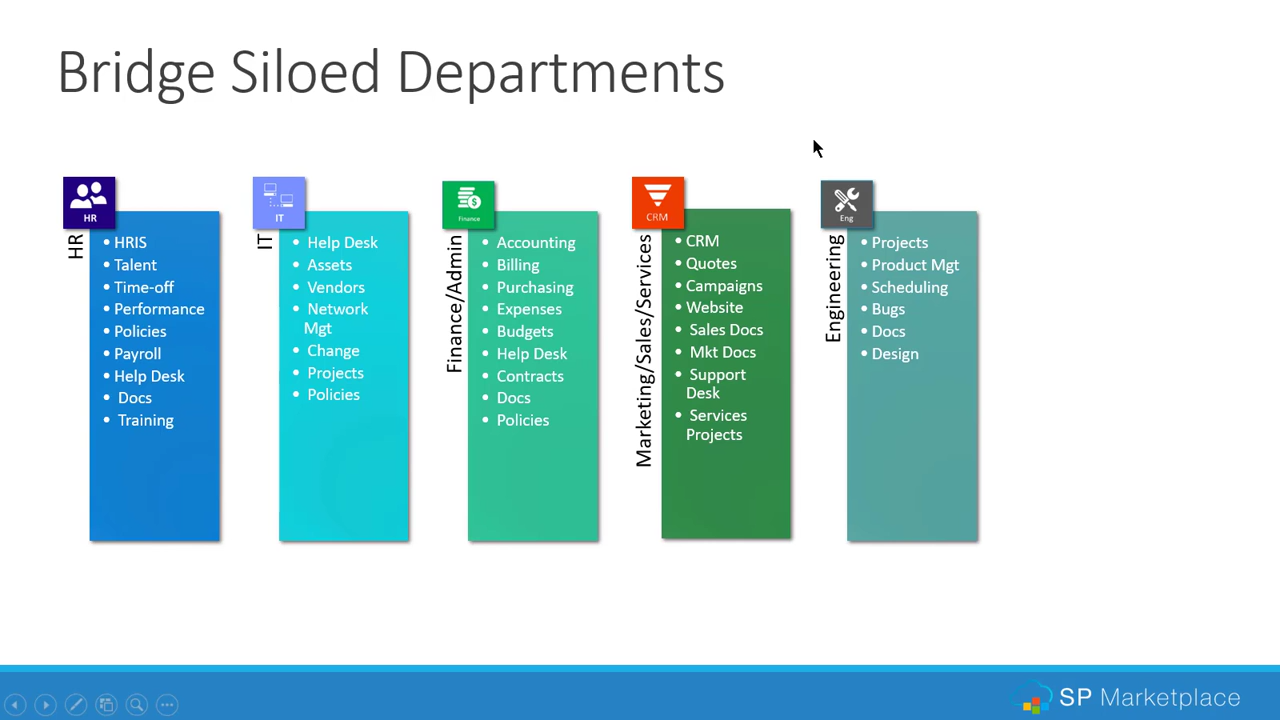 Bridge Siloed Departments
HR
HR
• HRIS
• Talent
• Time-off
• Performance
• Policies
• Payroll
• Help Desk
• Docs
• Training
IT
IT
• Help Desk
• Assets
• Vendors
• Network
Mgt
• Change
• Projects
• Policies
Finance
Finance/Admin
• Accounting
• Billing
• Purchasing
• Expenses
• Budgets
• Help Desk
• Contracts
• Docs
• Policies
CRM
Marketing/Sales/Services
• CRM
• Quotes
• Campaigns
• Website
• Sales Docs
• Mkt Docs
• Support
Desk
• Services
Projects
Eng
Engineering
• Projects
• Product Mgt
• Scheduling
• Bugs
• Docs
• Design
SP Marketplace